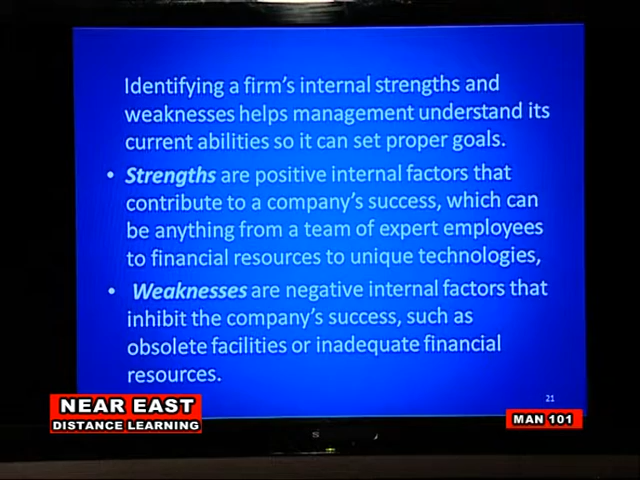 Identifying a firm's internal strengths and
weaknesses helps management understand its
current abilities so it can set proper goals.
• Strengths are positive internal factors that
contribute to a company's success, which can
be anything from a team of expert employees
to financial resources to unique technologies,
• Weaknesses are negative internal factors that
inhibit the company's success, such as
obsolete facilities or inadequate financial
resources.
21
NEAR EAST
DISTANCE LEARNING
MAN 101